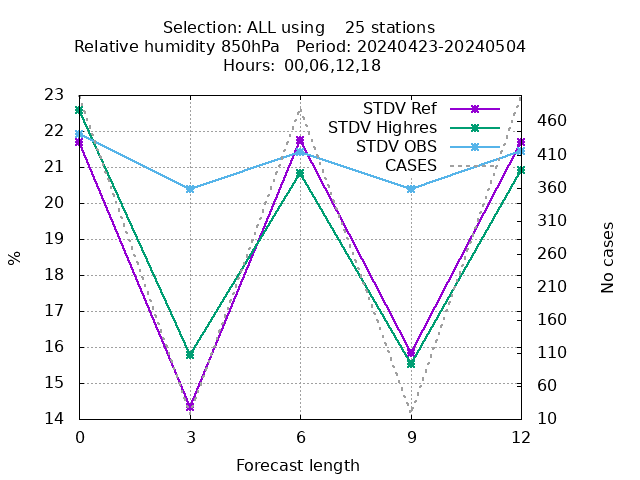 Selection: ALL using    25 stations
Relative humidity 850hPa   Period: 20240423-20240504
Hours: 00,06,12,18
STDV Ref
STDV Highres
STDV OBS
CASES
23
22
21
20
19
18
17
16
15
14
%
460
410
360
310
260
210
160
110
60
10
No cases
0 3 6 9 12
Forecast length